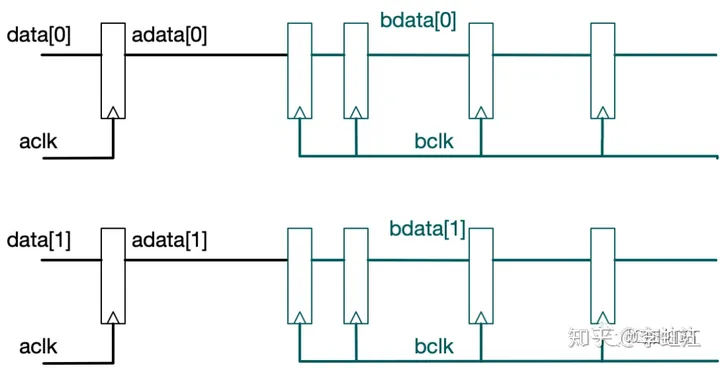 data[0] adata[0] bdata[0]
aclk bclk
data[1] adata[1] bdata[1]
aclk bclk
知乎